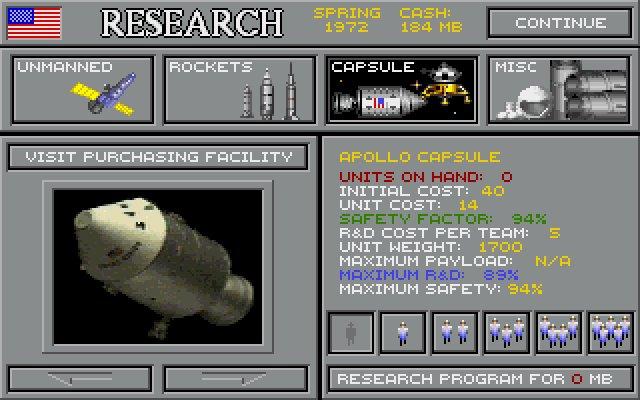 RESEARCH
SPRING 1972
CASH: 184 MB
CONTINUE
UNMANNED
ROCKETS
CAPSULE
MISC
VISIT PURCHASING FACILITY
APOLLO CAPSULE
UNITS ON HAND: 0
INITIAL COST: 40
UNIT COST: 14
SAFETY FACTOR: 94%
R&D COST PER TEAM: 5
UNIT WEIGHT: 1700
MAXIMUM PAYLOAD: N/A
MAXIMUM R&D: 89%
MAXIMUM SAFETY: 94%
RESEARCH PROGRAM FOR 0 MB